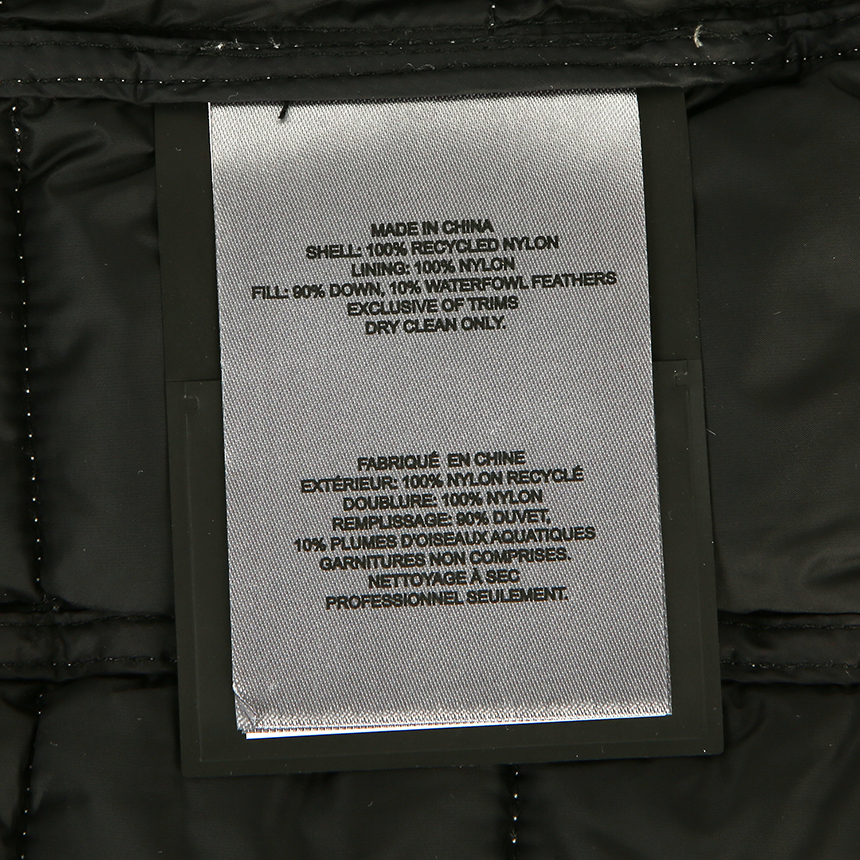 MADE IN CHINA
SHELL: 100% RECYCLED NYLON
LINING: 100% NYLON
FILL: 90% DOWN, 10% WATERFOWL FEATHERS
EXCLUSIVE OF TRIMS
DRY CLEAN ONLY.
FABRIQUÉ EN CHINE
EXTÉRIEUR: 100% NYLON RECYCLÉ
DOUBLURE: 100% NYLON
REMPLISSAGE: 90% DUVET,
10% PLUMES D'OISEAUX AQUATIQUES
GARNITURES NON COMPRISES.
NETTOYAGE À SEC
PROFESSIONNEL SEULEMENT.